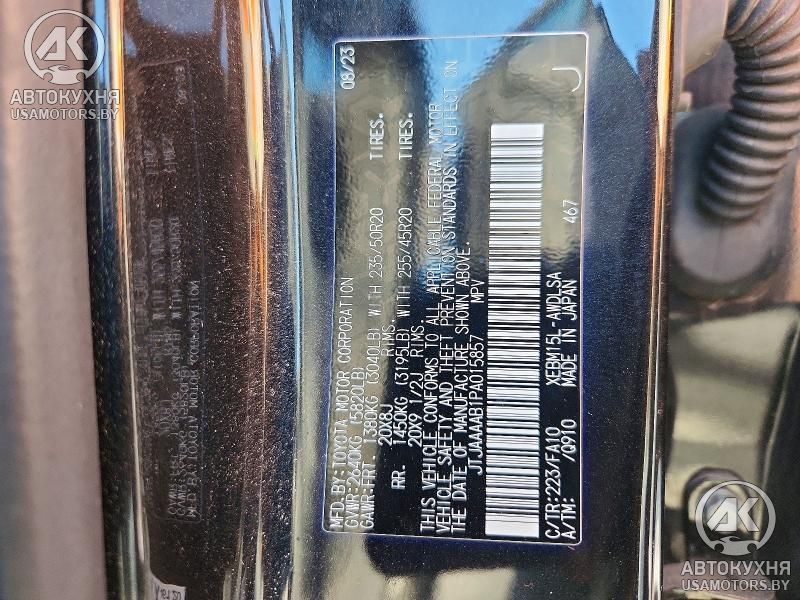 MFD.BY:TOYOTA MOTOR CORPORATION 08/23
GVWR:2640KG (5820LB)
GAWR:FRT. 1380KG (3040LB) WITH 235/50R20 TIRES.
20X8J RIMS.
RR. 1450KG (3195LB) WITH 255/45R20 TIRES.
20X9 1/2J RIMS.
THIS VEHICLE CONFORMS TO ALL APPLICABLE FEDERAL MOTOR
VEHICLE SAFETY AND THEFT PREVENTION STANDARDS IN EFFECT ON
THE DATE OF MANUFACTURE SHOWN ABOVE.
JTJAAAAB1PA015857 MPV
J
C/TR:223/FA10 XEBM15L-AWDLSA
A/TM: /0910 MADE IN JAPAN 467
АК
АВТОКУХНЯ
USAMOTORS.BY
АК
АВТОКУХНЯ
USAMOTORS.BY